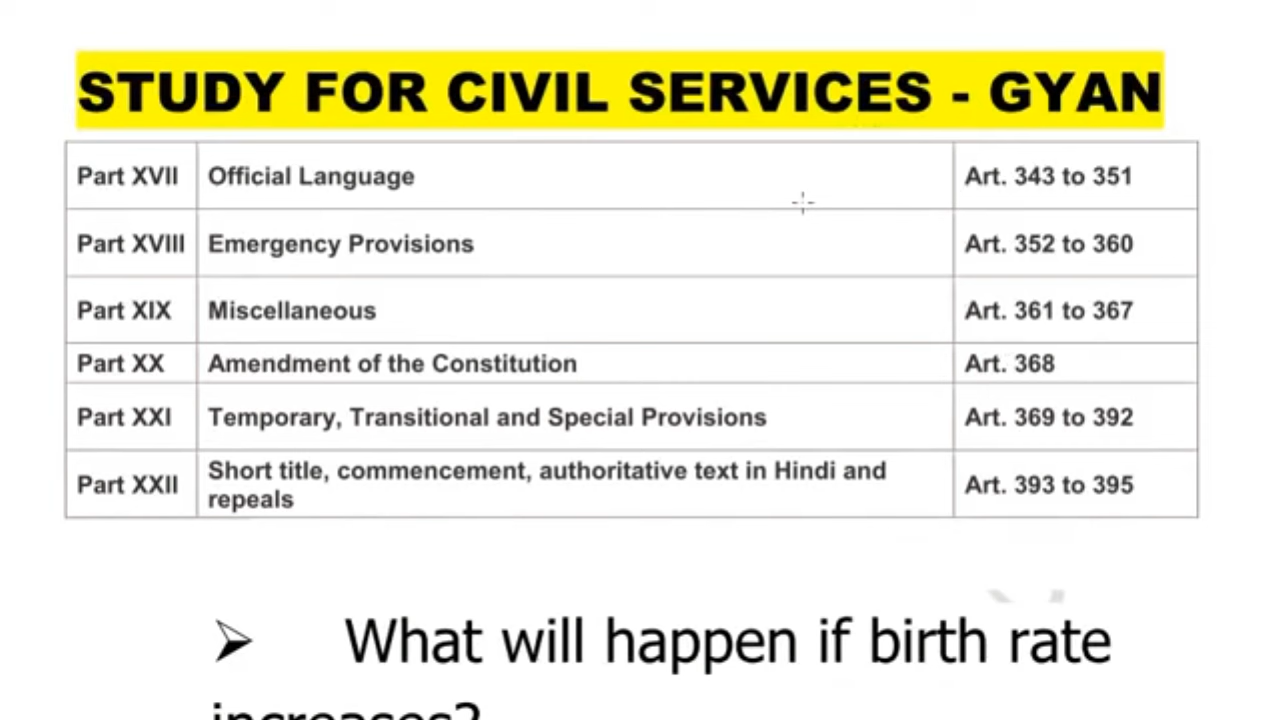 STUDY FOR CIVIL SERVICES - GYAN
Part XVII Official Language Art. 343 to 351
Part XVIII Emergency Provisions Art. 352 to 360
Part XIX Miscellaneous Art. 361 to 367
Part XX Amendment of the Constitution Art. 368
Part XXI Temporary, Transitional and Special Provisions Art. 369 to 392
Part XXII Short title, commencement, authoritative text in Hindi and repeals Art. 393 to 395
➢ What will happen if birth rate
increases?